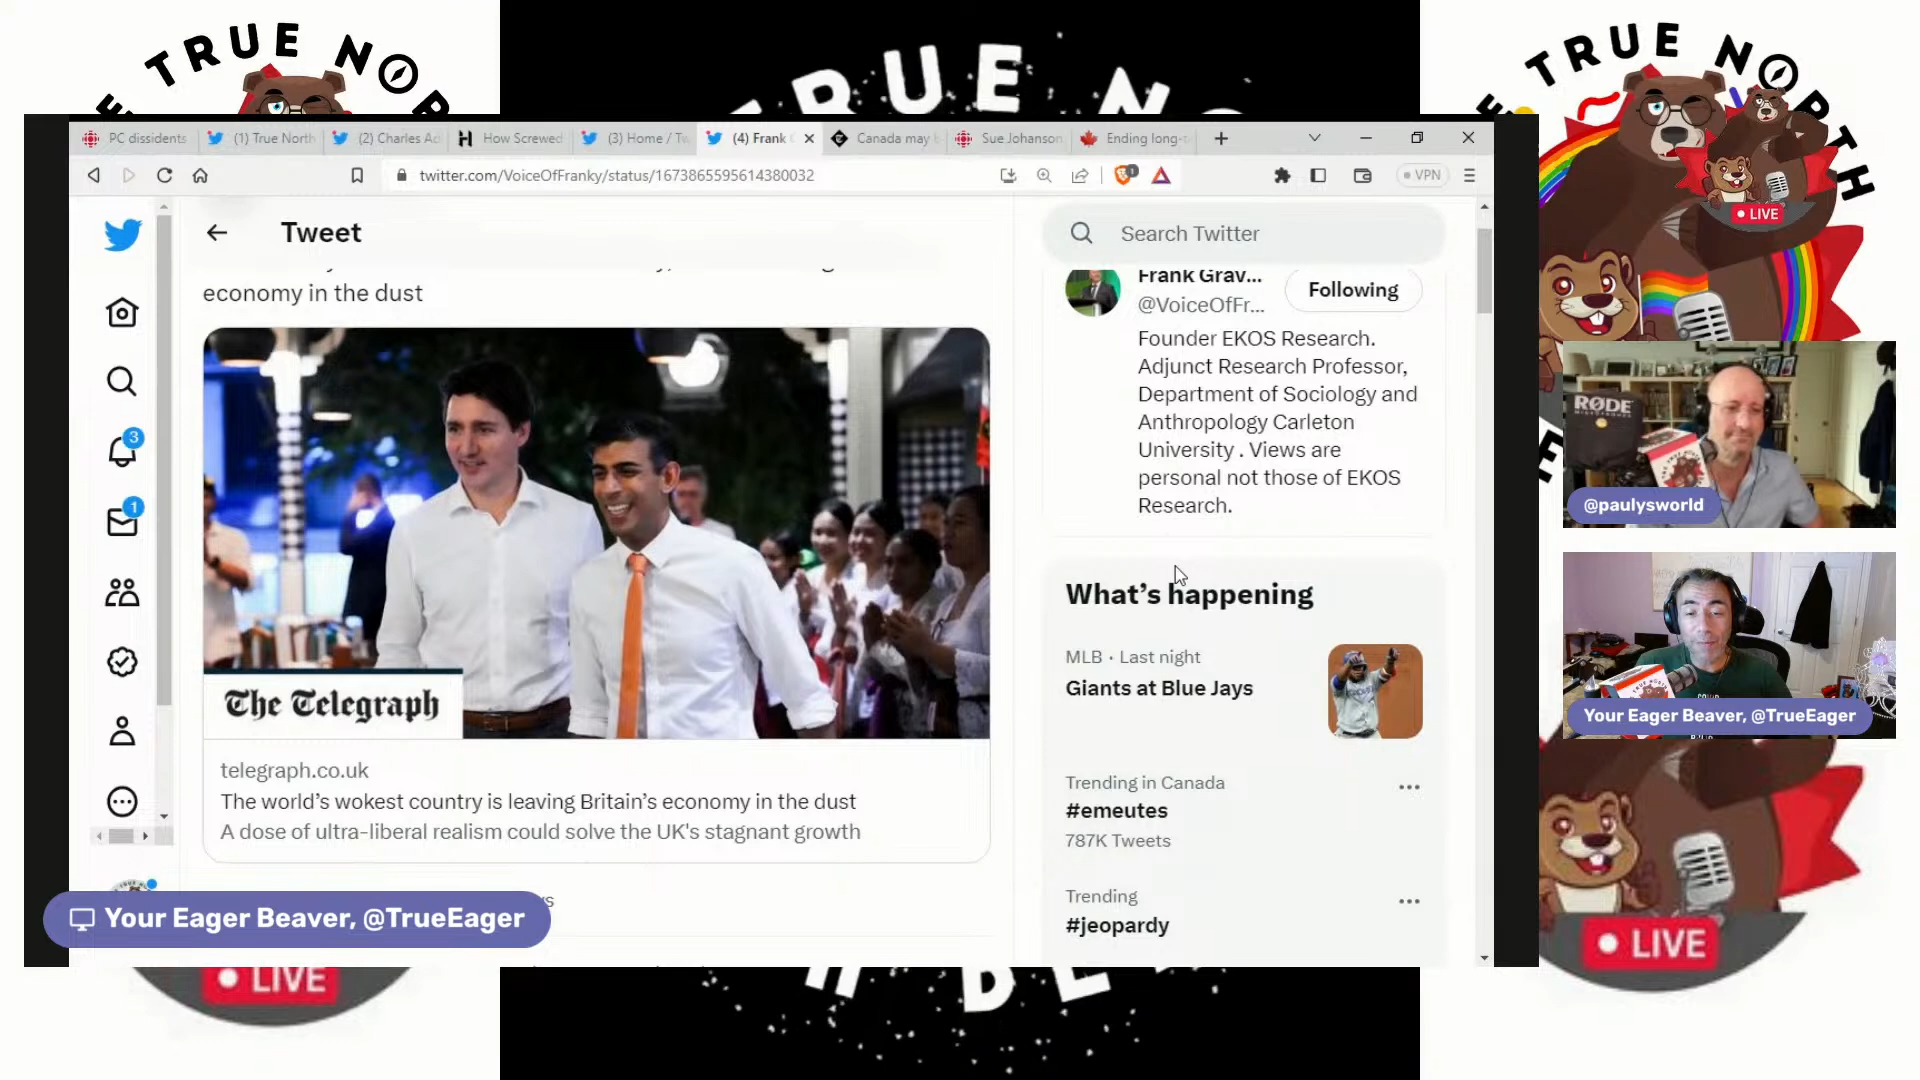 TRUE NOR
TRUE N
TRUE NORTH
PC dissidents
(1) True North
(2) Charles Ad
How Screwed
(3) Home / Tw
(4) Frank
Canada may b
Sue Johanson,
Ending long-t
twitter.com/VoiceOfFranky/status/1673865595614380032
1
VPN
LIVE
Tweet
Search Twitter
economy in the dust
Frank Grav...
@VoiceOfFr...
Following
Founder EKOS Research.
Adjunct Research Professor,
Department of Sociology and
Anthropology Carleton
University . Views are
personal not those of EKOS
Research.
3
1
RØDE
@paulysworld
What's happening
MLB · Last night
Giants at Blue Jays
The Telegraph
Your Eager Beaver, @TrueEager
telegraph.co.uk
The world's wokest country is leaving Britain's economy in the dust
A dose of ultra-liberal realism could solve the UK's stagnant growth
Trending in Canada
#emeutes
787K Tweets
Trending
#jeopardy
Your Eager Beaver, @TrueEager
LIVE
LIVE